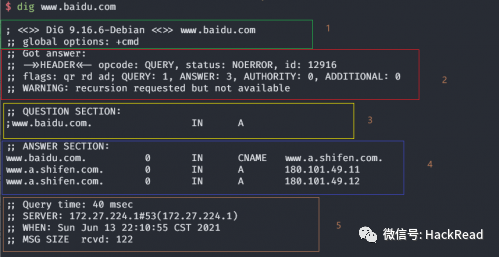 $ dig www.baidu.com
; <<>> DiG 9.16.6-Debian <<>> www.baidu.com 1
;; global options: +cmd
;; Got answer:
;; ->>HEADER<<- opcode: QUERY, status: NOERROR, id: 12916
;; flags: qr rd ad; QUERY: 1, ANSWER: 3, AUTHORITY: 0, ADDITIONAL: 0 2
;; WARNING: recursion requested but not available
;; QUESTION SECTION:
;www.baidu.com. IN A 3
;; ANSWER SECTION:
www.baidu.com. 0 IN CNAME www.a.shifen.com.
www.a.shifen.com. 0 IN A 180.101.49.11 4
www.a.shifen.com. 0 IN A 180.101.49.12
;; Query time: 40 msec
;; SERVER: 172.27.224.1#53(172.27.224.1)
;; WHEN: Sun Jun 13 22:10:55 CST 2021 5
;; MSG SIZE rcvd: 122
微信号: HackRead